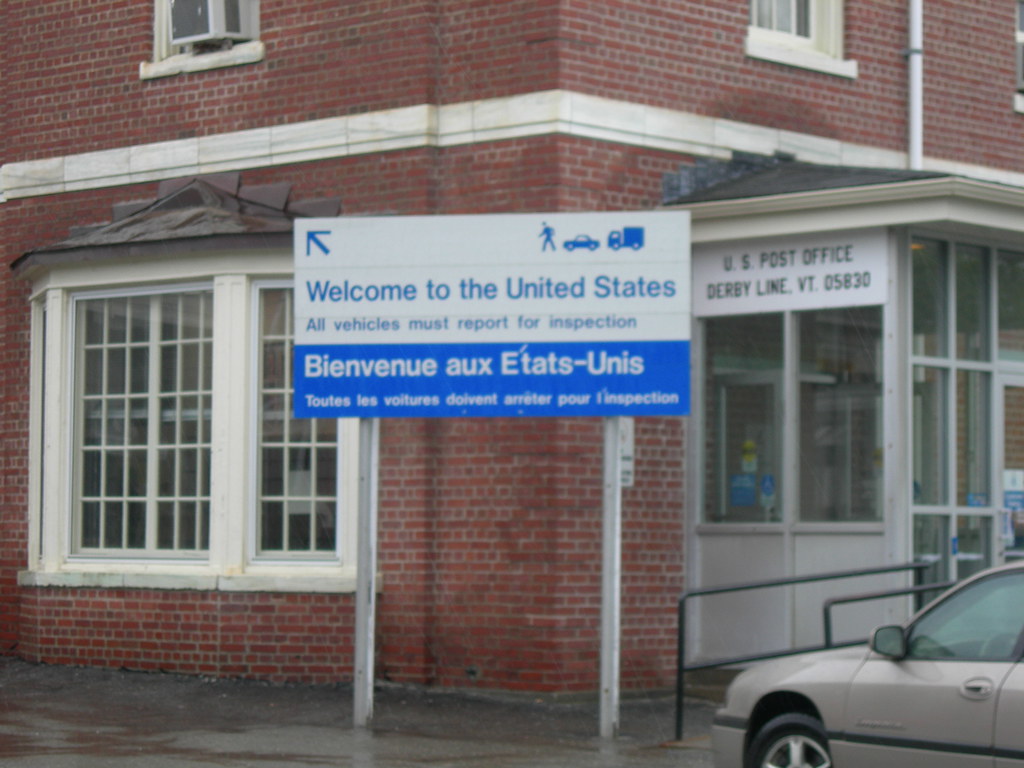 Welcome to the United States
All vehicles must report for inspection
Bienvenue aux États-Unis
Toutes les voitures doivent arrêter pour l'inspection
U. S. POST OFFICE
DERBY LINE, VT. 05830